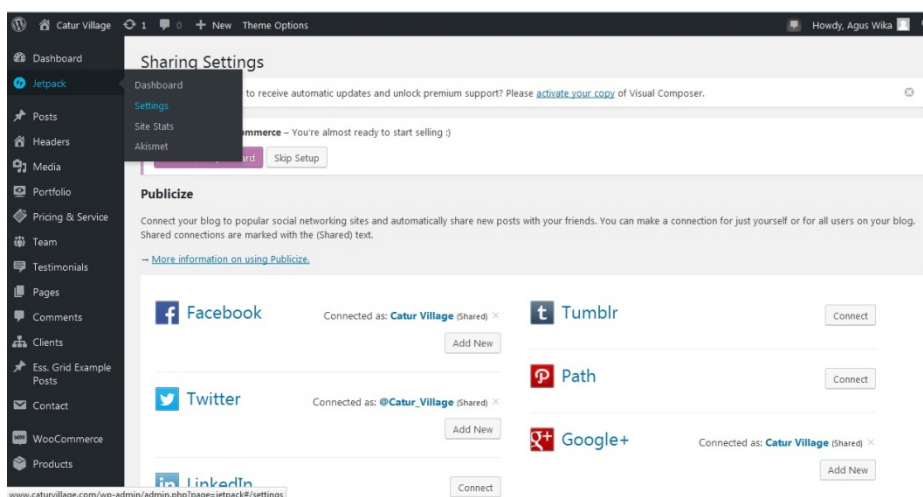 Catur Village 1 0 + New Theme Options Howdy, Agus Wika
Dashboard
Jetpack
Posts
Headers
Media
Portfolio
Pricing & Service
Team
Testimonials
Pages
Comments
Clients
Ess. Grid Example
Posts
Contact
WooCommerce
Products
Dashboard
Settings
Site Stats
Akismet
Sharing Settings
to receive automatic updates and unlock premium support? Please activate your copy of Visual Composer.
– You're almost ready to start selling :)
Skip Setup
Publicize
Connect your blog to popular social networking sites and automatically share new posts with your friends. You can make a connection for just yourself or for all users on your blog.
Shared connections are marked with the (Shared) text.
→ More information on using Publicize.
f Facebook Connected as: Catur Village (Shared) ×
Add New
Twitter Connected as: @Catur_Village (Shared) ×
Add New
in LinkedIn Connect
t Tumblr Connect
Path Connect
g+ Google+ Connected as: Catur Village (Shared) ×
Add New
www.caturvillage.com/wp-admin/admin.php?page=jetpack#/settings